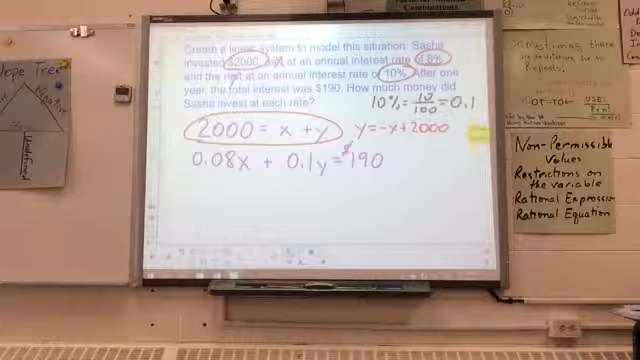 Create a linear system to model this situation: Sasha
invested $2000, x at an annual interest rate of 8%
and the rest at an annual interest rate of 10%. After one
year, the total interest was $190. How much money did
Sasha invest at each rate?
10% = 10/100 = 0.1
2000 = x + y
y = -x + 2000
0.08x + 0.1y = $190
lope Tree
Negative
Undefined
Combinations
USE:
-or-
Non-Permissible
Values
Restrictions on
the variable
Rational Expression
Rational Equation